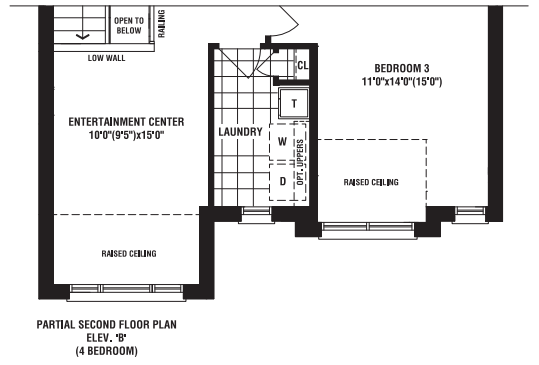 OPEN TO
BELOW
RAILING
LOW WALL
CL
BEDROOM 3
11'0"x14'0"(15'0")
T
ENTERTAINMENT CENTER
10'0"(9'5")x15'0"
LAUNDRY
W
OPT. UPPERS
D
RAISED CEILING
RAISED CEILING
PARTIAL SECOND FLOOR PLAN
ELEV. 'B'
(4 BEDROOM)